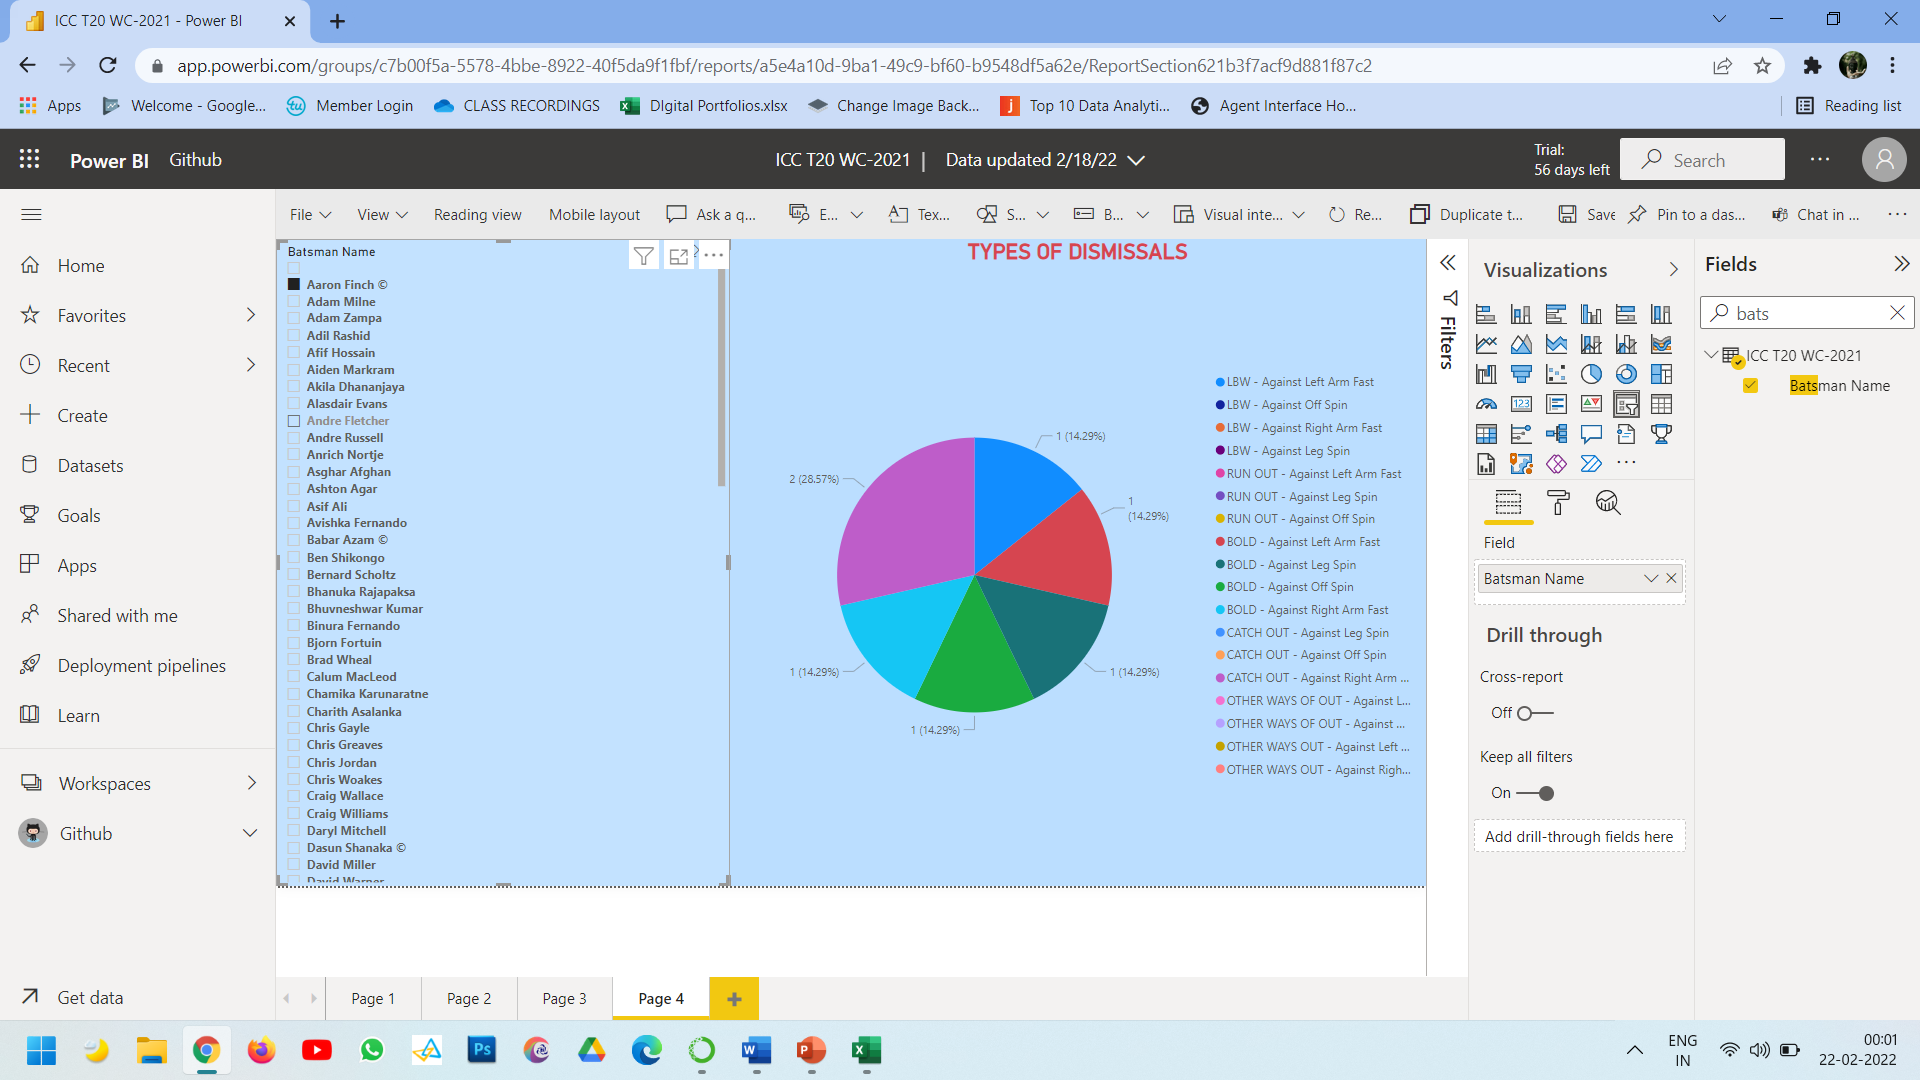 ICC T20 WC-2021 - Power BI
app.powerbi.com/groups/c7b00f5a-5578-4bbe-8922-40f5da9f1fbf/reports/a5e4a10d-9ba1-49c9-bf60-b9548df5a62e/ReportSection621b3f7acf9d881f87c2
Apps
Welcome - Google...
Member Login
CLASS RECORDINGS
DIgital Portfolios.xlsx
Change Image Back...
Top 10 Data Analyti...
Agent Interface Ho...
Reading list
Power BI
Github
ICC T20 WC-2021 |
Data updated 2/18/22
Trial:
56 days left
Search
File
View
Reading view
Mobile layout
Ask a q...
E...
Tex...
S...
B...
Visual inte...
Re...
Duplicate t...
Save
Pin to a das...
Chat in ...
Home
Favorites
Recent
Create
Datasets
Goals
Apps
Shared with me
Deployment pipelines
Learn
Workspaces
Github
Get data
Batsman Name
Aaron Finch ©
Adam Milne
Adam Zampa
Adil Rashid
Afif Hossain
Aiden Markram
Akila Dhananjaya
Alasdair Evans
Andre Fletcher
Andre Russell
Anrich Nortje
Asghar Afghan
Ashton Agar
Asif Ali
Avishka Fernando
Babar Azam ©
Ben Shikongo
Bernard Scholtz
Bhanuka Rajapaksa
Bhuvneshwar Kumar
Binura Fernando
Bjorn Fortuin
Brad Wheal
Calum MacLeod
Chamika Karunaratne
Charith Asalanka
Chris Gayle
Chris Greaves
Chris Jordan
Chris Woakes
Craig Wallace
Craig Williams
Daryl Mitchell
Dasun Shanaka ©
David Miller
David Warner
TYPES OF DISMISSALS
1 (14.29%)
1
(14.29%)
1 (14.29%)
1 (14.29%)
1 (14.29%)
2 (28.57%)
LBW - Against Left Arm Fast
LBW - Against Off Spin
LBW - Against Right Arm Fast
LBW - Against Leg Spin
RUN OUT - Against Left Arm Fast
RUN OUT - Against Leg Spin
RUN OUT - Against Off Spin
BOLD - Against Left Arm Fast
BOLD - Against Leg Spin
BOLD - Against Off Spin
BOLD - Against Right Arm Fast
CATCH OUT - Against Leg Spin
CATCH OUT - Against Off Spin
CATCH OUT - Against Right Arm ...
OTHER WAYS OF OUT - Against L...
OTHER WAYS OF OUT - Against ...
OTHER WAYS OUT - Against Left ...
OTHER WAYS OUT - Against Righ...
Filters
Visualizations
Field
Batsman Name
Drill through
Cross-report
Off
Keep all filters
On
Add drill-through fields here
Fields
bats
ICC T20 WC-2021
Batsman Name
Page 1
Page 2
Page 3
Page 4
ENG
IN
00:01
22-02-2022